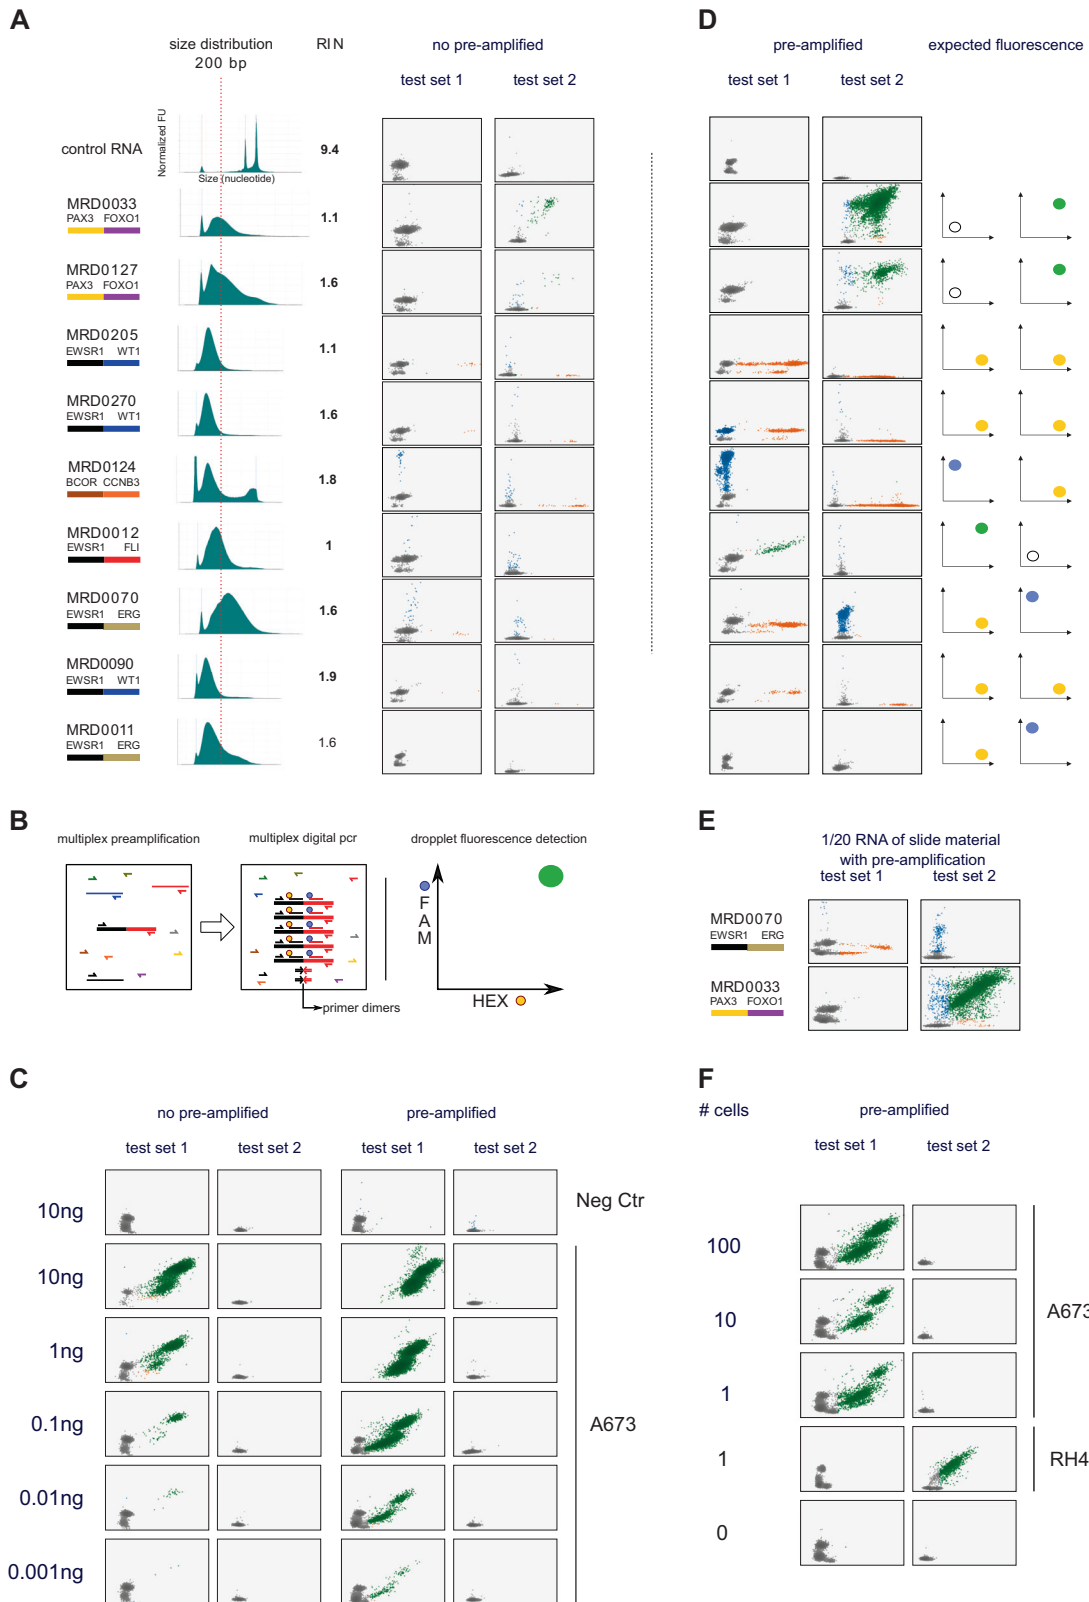 A
size distribution
200 bp
RIN
no pre-amplified
test set 1
test set 2
Normalized FU
Size (nucleotide)
control RNA
9.4
MRD0033
PAX3 FOXO1
1.1
MRD0127
PAX3 FOXO1
1.6
MRD0205
EWSR1 WT1
1.1
MRD0270
EWSR1 WT1
1.6
MRD0124
BCOR CCNB3
1.8
MRD0012
EWSR1 FLI
1
MRD0070
EWSR1 ERG
1.6
MRD0090
EWSR1 WT1
1.9
MRD0011
EWSR1 ERG
1.6
D
pre-amplified
expected fluorescence
test set 1
test set 2
B
multiplex preamplification
multiplex digital pcr
dropplet fluorescence detection
primer dimers
F
A
M
HEX
E
1/20 RNA of slide material
with pre-amplification
test set 1
test set 2
MRD0070
EWSR1 ERG
MRD0033
PAX3 FOXO1
C
no pre-amplified
pre-amplified
test set 1
test set 2
test set 1
test set 2
10ng
Neg Ctr
10ng
1ng
0.1ng
A673
0.01ng
0.001ng
F
# cells
pre-amplified
test set 1
test set 2
100
10
A673
1
1
RH4
0